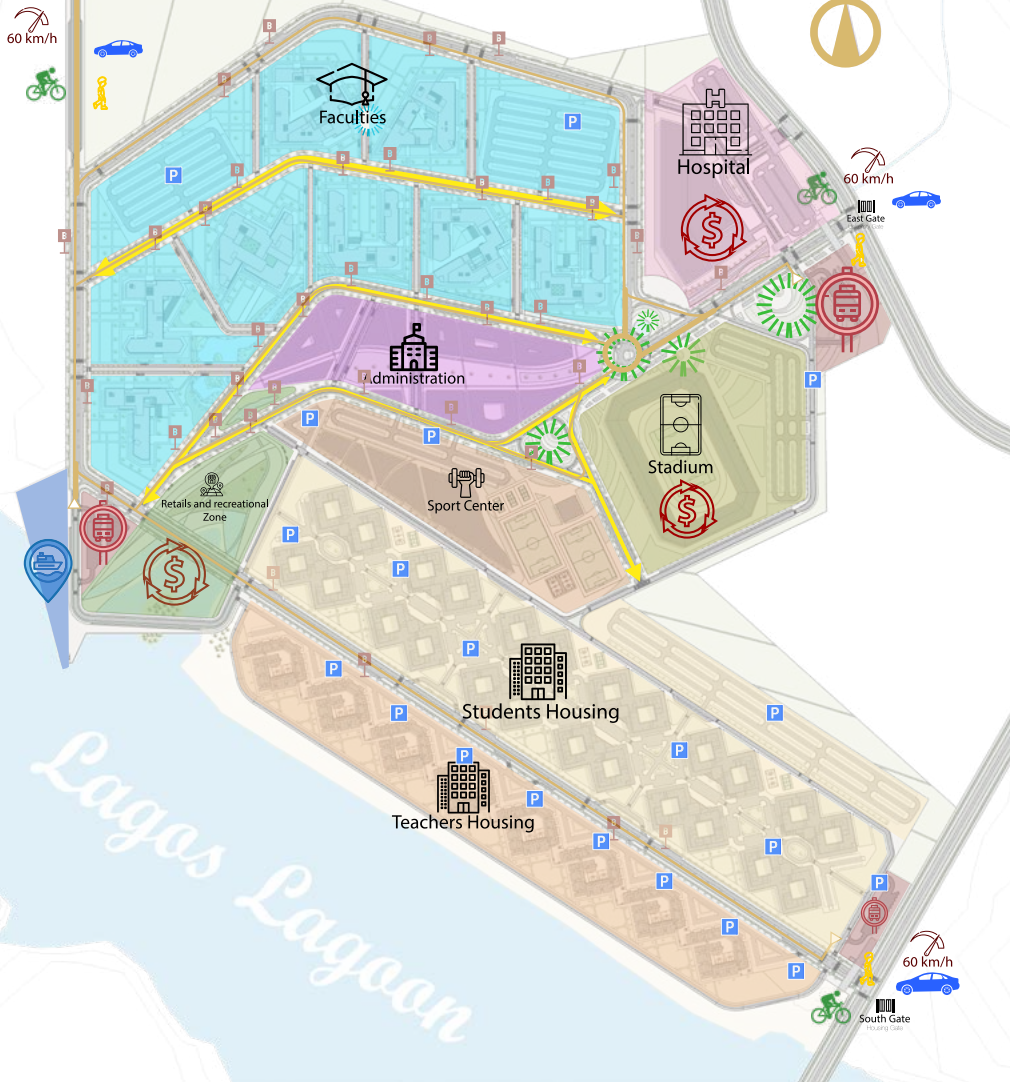 60 km/h
Faculties
P
P
Hospital
$
60 km/h
East Gate
Administration
P
P
P
Stadium
$
Retails and recreational
Zone
Sport Center
$
P
P
P
Students Housing
P
P
P
P
P
Teachers Housing
P
P
P
P
P
P
P
P
60 km/h
South Gate
Housing Gate
Lagos Lagoon